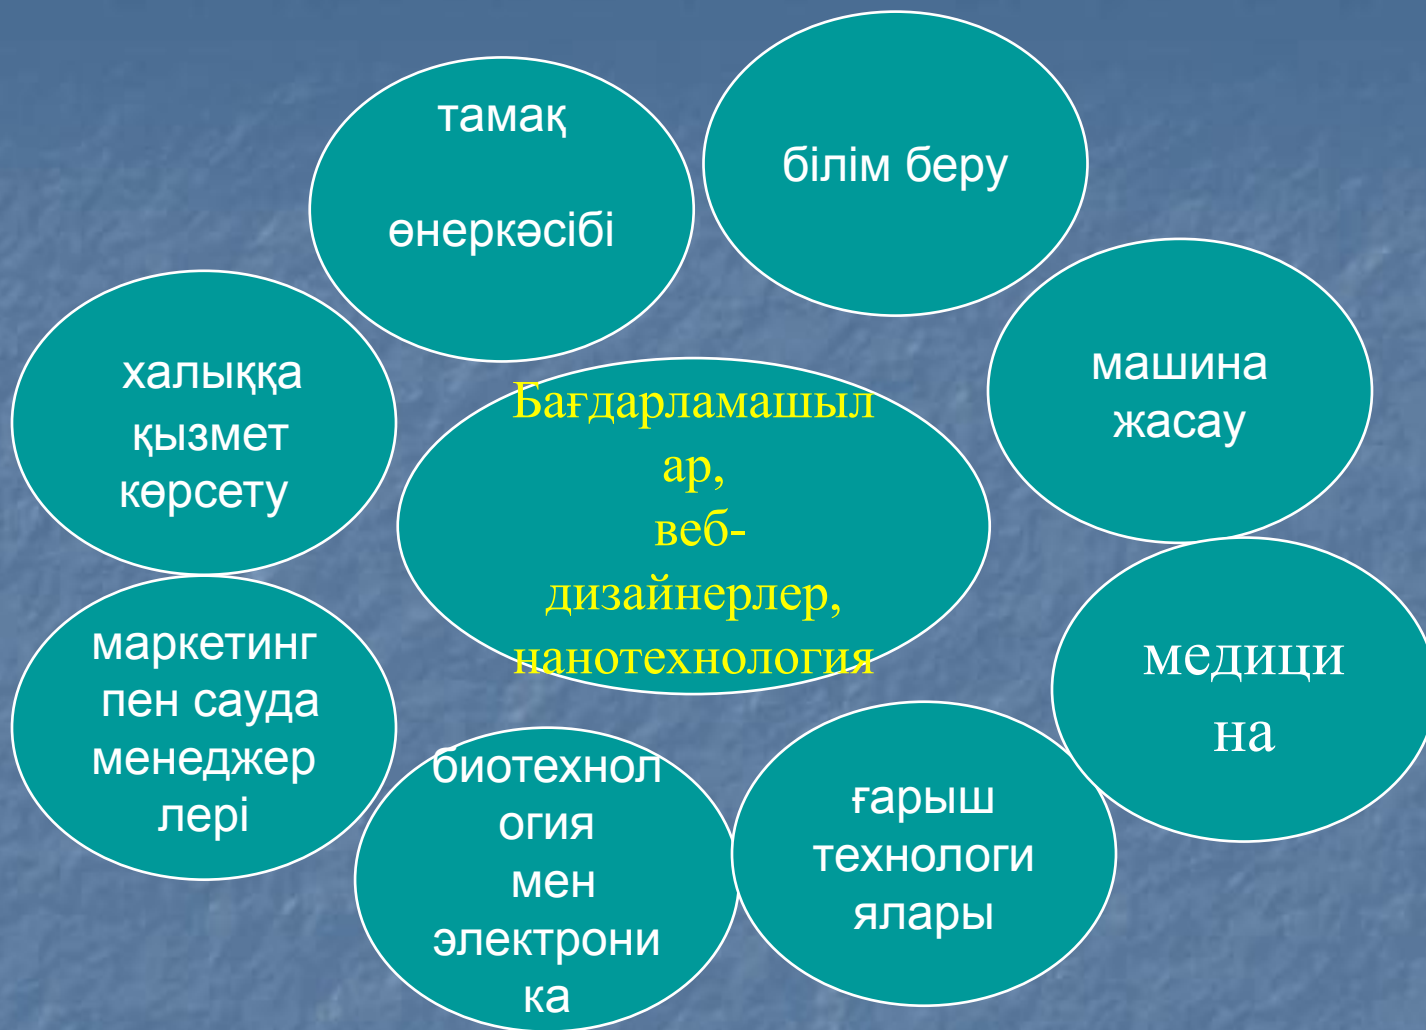 тамақ
өнеркәсібі
білім беру
халыққа
қызмет
көрсету
машина
жасау
Бағдарламашыл
ар,
веб-
дизайнерлер,
нанотехнология
маркетинг
пен сауда
менеджер
лері
медици
на
биотехнол
огия
мен
электрони
ка
ғарыш
технологи
ялары